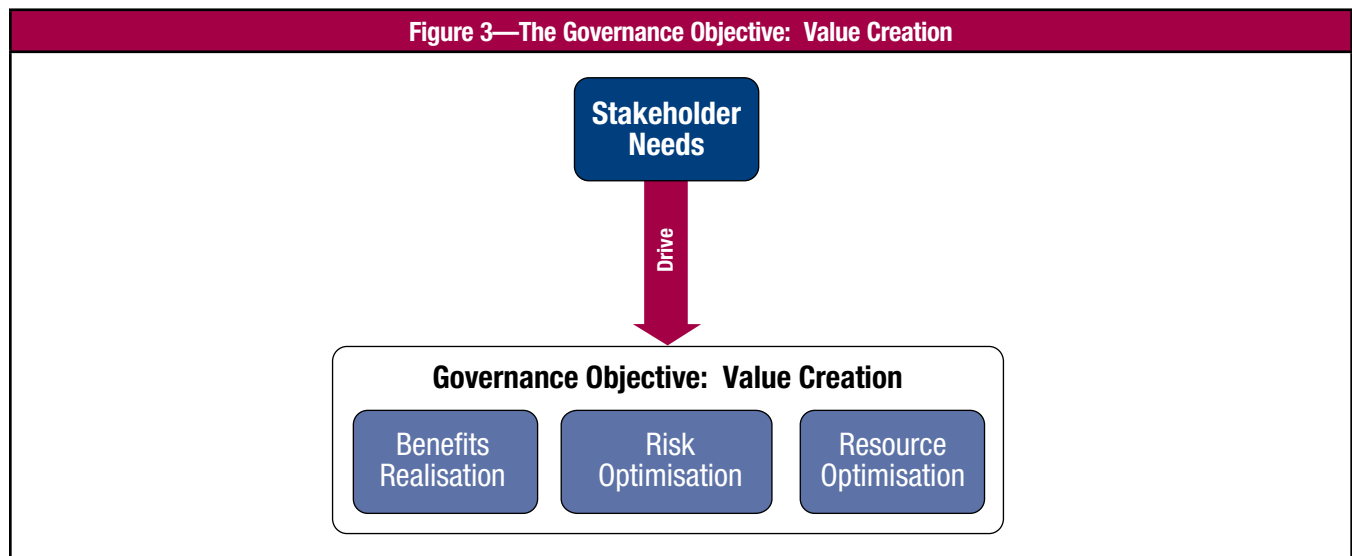 Figure 3—The Governance Objective: Value Creation
Stakeholder
Needs
Drive
Governance Objective: Value Creation
Benefits
Realisation
Risk
Optimisation
Resource
Optimisation